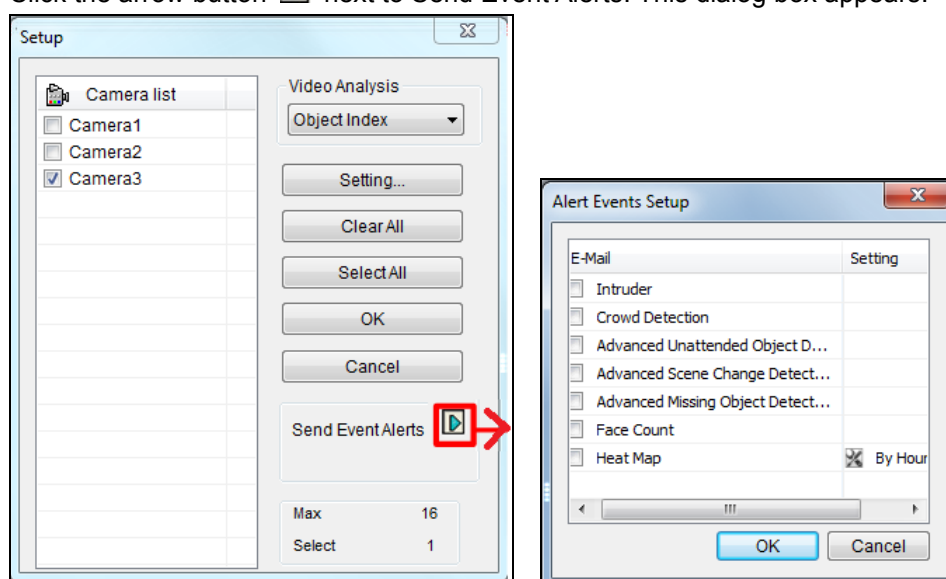 Click the arrow button next to Send Event Alerts. This dialog box appears.
Setup
Camera list
Camera1
Camera2
Camera3
Video Analysis
Object Index
Setting...
Clear All
Select All
OK
Cancel
Send Event Alerts
Max 16
Select 1
Alert Events Setup
E-Mail Setting
Intruder
Crowd Detection
Advanced Unattended Object D...
Advanced Scene Change Detect...
Advanced Missing Object Detect...
Face Count
Heat Map By Hour
OK Cancel